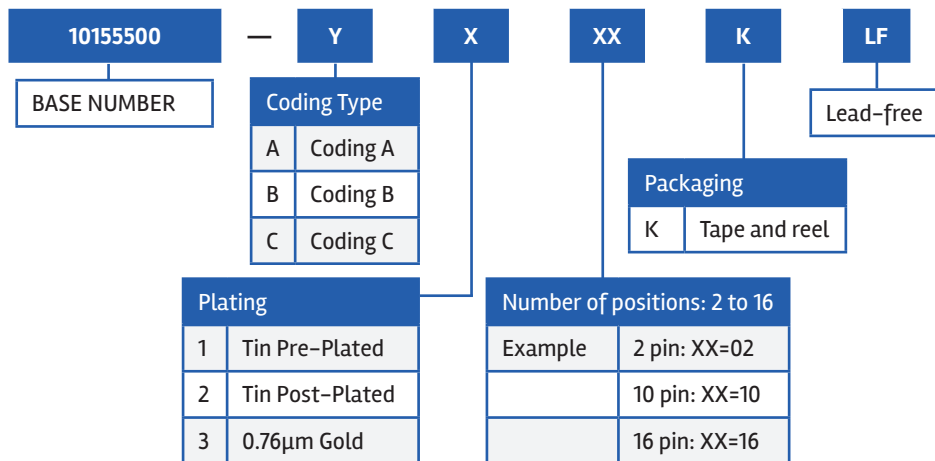 10155500 — Y X XX K LF
BASE NUMBER
Coding Type
A Coding A
B Coding B
C Coding C
Lead-free
Packaging
K Tape and reel
Plating
1 Tin Pre-Plated
2 Tin Post-Plated
3 0.76μm Gold
Number of positions: 2 to 16
Example 2 pin: XX=02
10 pin: XX=10
16 pin: XX=16